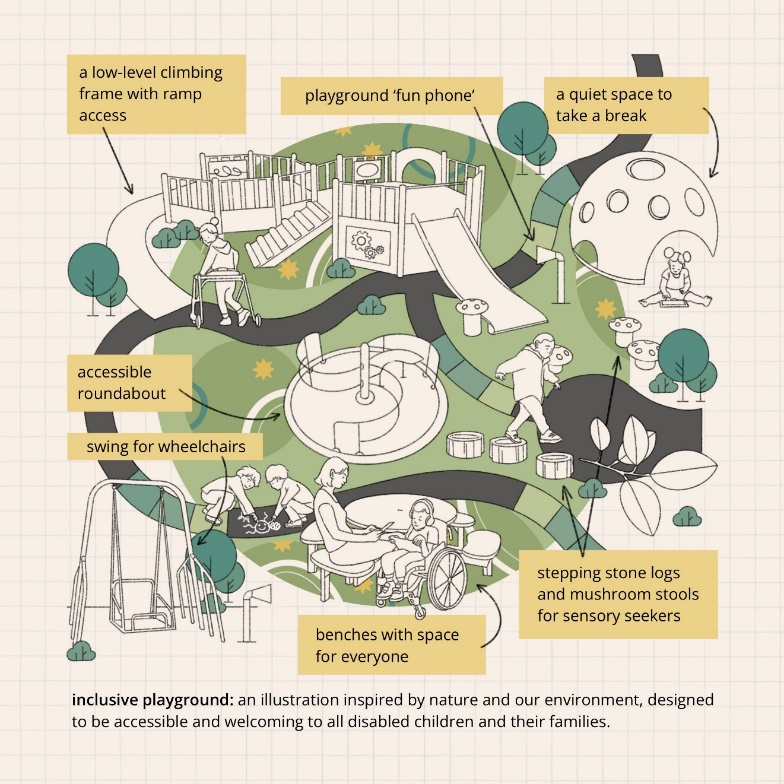 a low-level climbing
frame with ramp
access
playground ‘fun phone’
a quiet space to
take a break
accessible
roundabout
swing for wheelchairs
stepping stone logs
and mushroom stools
for sensory seekers
benches with space
for everyone
inclusive playground: an illustration inspired by nature and our environment, designed
to be accessible and welcoming to all disabled children and their families.